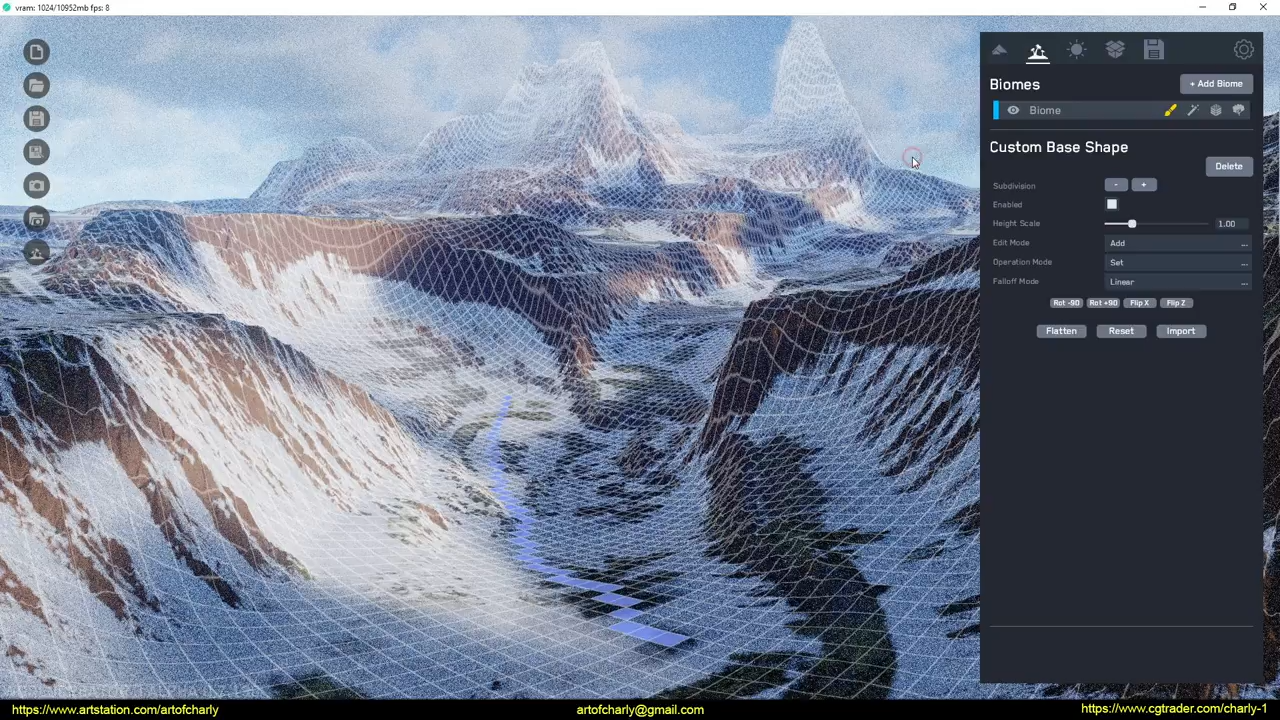 vram: 1024/10952mb fps: 8
Biomes
+ Add Biome
Biome
Custom Base Shape
Delete
Subdivision - +
Enabled
Height Scale 1.00
Edit Mode Add ...
Operation Mode Set ...
Falloff Mode Linear ...
Rot -90 Rot +90 Flip X Flip Z
Flatten Reset Import
https://www.artstation.com/artofcharly artofcharly@gmail.com https://www.cgtrader.com/charly-1